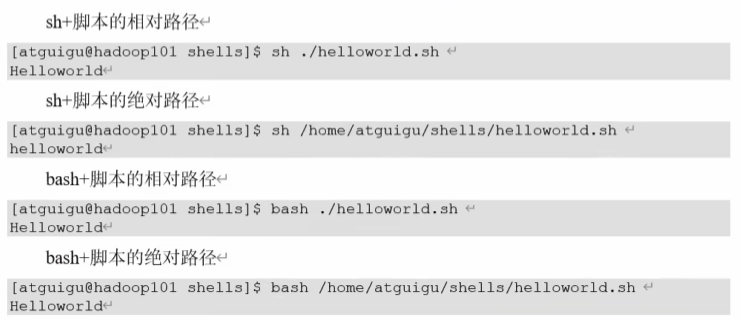 sh+脚本的相对路径↵
[atguigu@hadoop101 shells]$ sh ./helloworld.sh ↵
Helloworld↵
sh+脚本的绝对路径↵
[atguigu@hadoop101 shells]$ sh /home/atguigu/shells/helloworld.sh ↵
helloworld↵
bash+脚本的相对路径↵
[atguigu@hadoop101 shells]$ bash ./helloworld.sh ↵
Helloworld↵
bash+脚本的绝对路径↵
[atguigu@hadoop101 shells]$ bash /home/atguigu/shells/helloworld.sh ↵
Helloworld↵